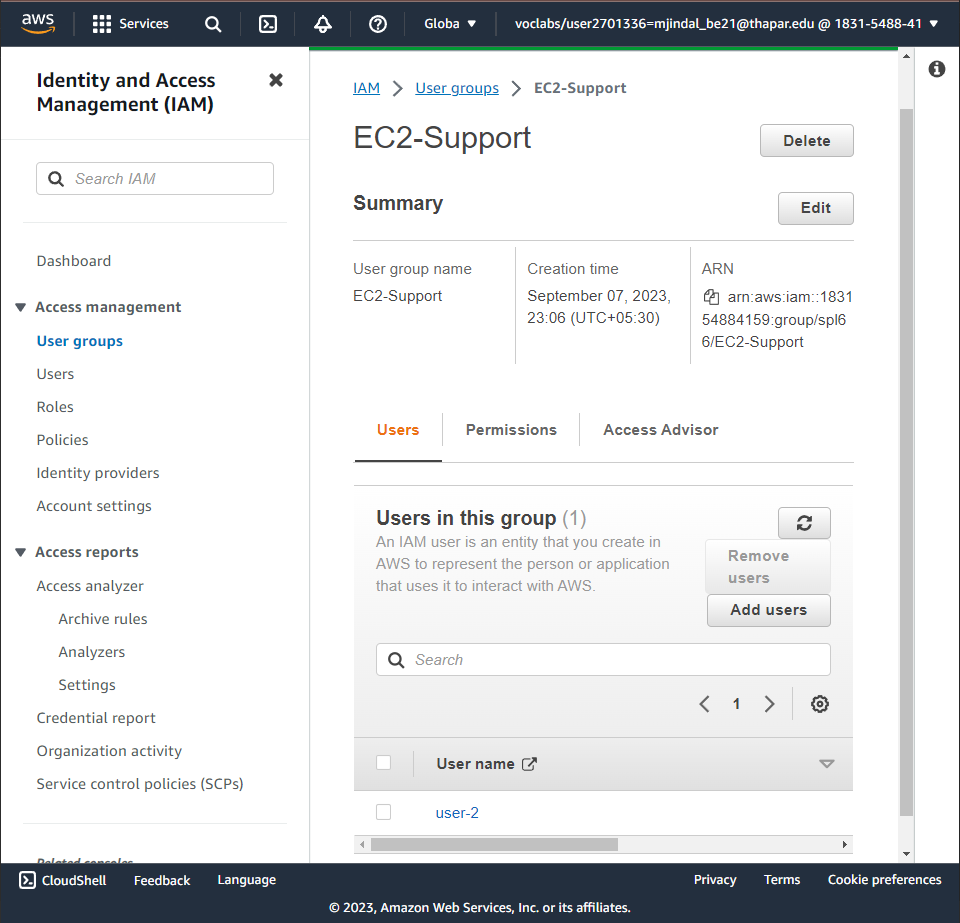 aws
Services
Globa
voclabs/user2701336=mjindal_be21@thapar.edu @ 1831-5488-41
Identity and Access
Management (IAM)
Search IAM
Dashboard
Access management
User groups
Users
Roles
Policies
Identity providers
Account settings
Access reports
Access analyzer
Archive rules
Analyzers
Settings
Credential report
Organization activity
Service control policies (SCPs)
Related consoles
IAM
User groups
EC2-Support
EC2-Support
Delete
Summary
Edit
User group name
EC2-Support
Creation time
September 07, 2023,
23:06 (UTC+05:30)
ARN
arn:aws:iam::1831
54884159:group/spl6
6/EC2-Support
Users
Permissions
Access Advisor
Users in this group (1)
An IAM user is an entity that you create in
AWS to represent the person or application
that uses it to interact with AWS.
Remove
users
Add users
Search
1
User name
user-2
CloudShell
Feedback
Language
Privacy
Terms
Cookie preferences
© 2023, Amazon Web Services, Inc. or its affiliates.